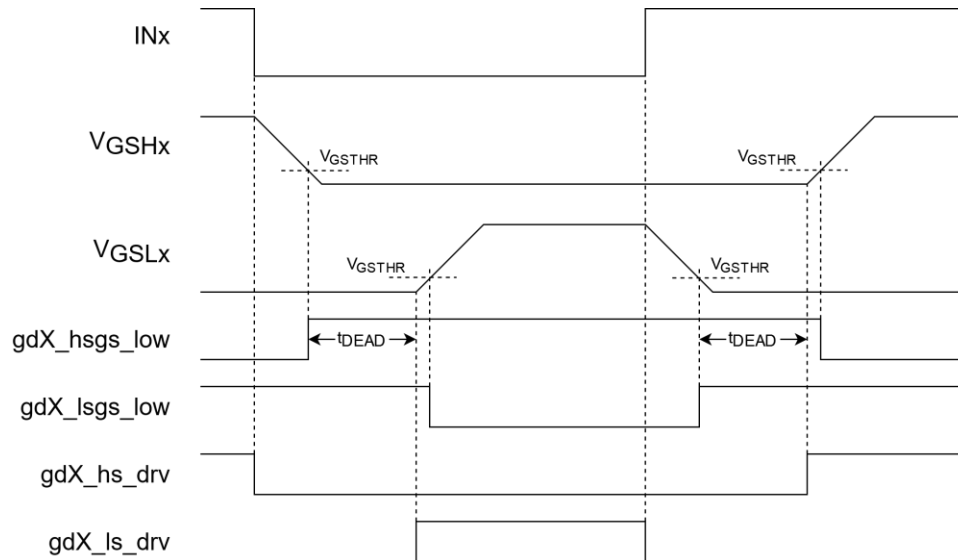 INx
VGSHx
VGSTHR VGSTHR
VGSLx
VGSTHR VGSTHR
gdX_hsgs_low
tDEAD tDEAD
gdX_lsgs_low
gdX_hs_drv
gdX_ls_drv